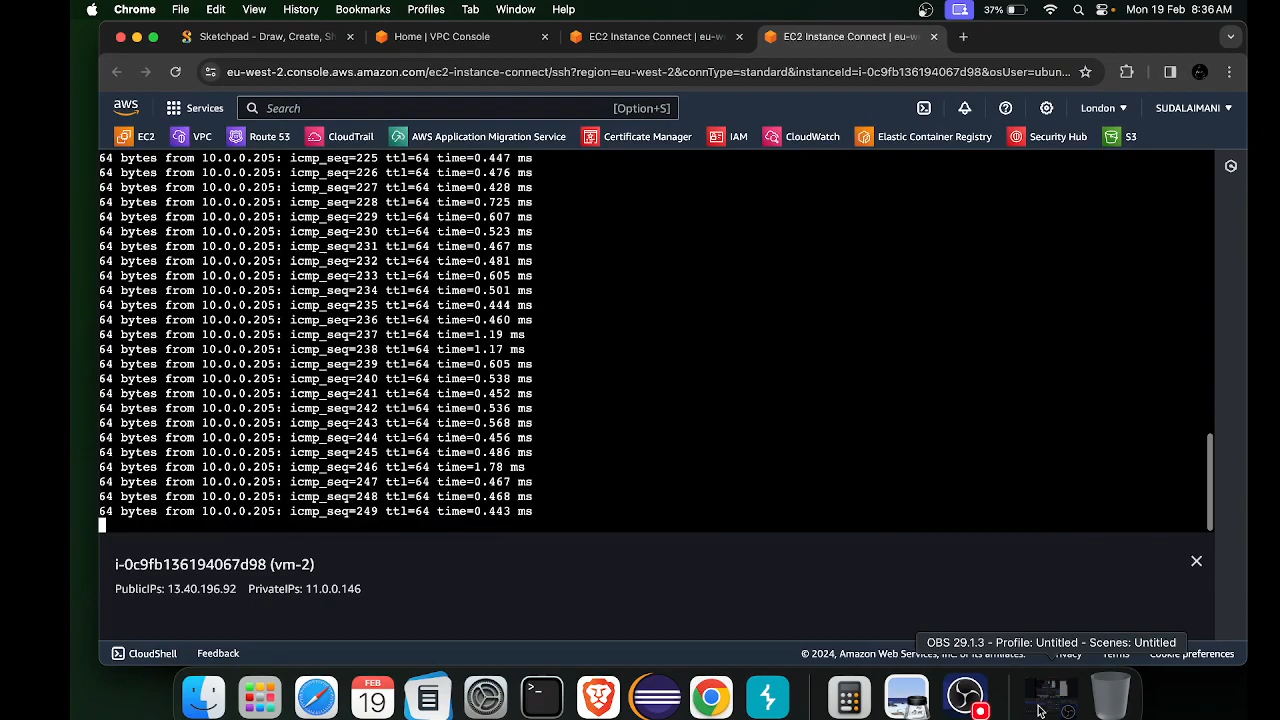 Chrome File Edit View History Bookmarks Profiles Tab Window Help 37% Mon 19 Feb 8:36 AM
Sketchpad - Draw, Create, Sh Home | VPC Console EC2 Instance Connect | eu-w EC2 Instance Connect | eu-w
eu-west-2.console.aws.amazon.com/ec2-instance-connect/ssh?region=eu-west-2&connType=standard&instanceId=i-0c9fb136194067d98&osUser=ubun...
aws Services Search [Option+S] London SUDALAIMANI
EC2 VPC Route 53 CloudTrail AWS Application Migration Service Certificate Manager IAM CloudWatch Elastic Container Registry Security Hub S3
64 bytes from 10.0.0.205: icmp_seq=225 ttl=64 time=0.447 ms
64 bytes from 10.0.0.205: icmp_seq=226 ttl=64 time=0.476 ms
64 bytes from 10.0.0.205: icmp_seq=227 ttl=64 time=0.428 ms
64 bytes from 10.0.0.205: icmp_seq=228 ttl=64 time=0.725 ms
64 bytes from 10.0.0.205: icmp_seq=229 ttl=64 time=0.607 ms
64 bytes from 10.0.0.205: icmp_seq=230 ttl=64 time=0.523 ms
64 bytes from 10.0.0.205: icmp_seq=231 ttl=64 time=0.467 ms
64 bytes from 10.0.0.205: icmp_seq=232 ttl=64 time=0.481 ms
64 bytes from 10.0.0.205: icmp_seq=233 ttl=64 time=0.605 ms
64 bytes from 10.0.0.205: icmp_seq=234 ttl=64 time=0.501 ms
64 bytes from 10.0.0.205: icmp_seq=235 ttl=64 time=0.444 ms
64 bytes from 10.0.0.205: icmp_seq=236 ttl=64 time=0.460 ms
64 bytes from 10.0.0.205: icmp_seq=237 ttl=64 time=1.19 ms
64 bytes from 10.0.0.205: icmp_seq=238 ttl=64 time=1.17 ms
64 bytes from 10.0.0.205: icmp_seq=239 ttl=64 time=0.605 ms
64 bytes from 10.0.0.205: icmp_seq=240 ttl=64 time=0.538 ms
64 bytes from 10.0.0.205: icmp_seq=241 ttl=64 time=0.452 ms
64 bytes from 10.0.0.205: icmp_seq=242 ttl=64 time=0.536 ms
64 bytes from 10.0.0.205: icmp_seq=243 ttl=64 time=0.568 ms
64 bytes from 10.0.0.205: icmp_seq=244 ttl=64 time=0.456 ms
64 bytes from 10.0.0.205: icmp_seq=245 ttl=64 time=0.486 ms
64 bytes from 10.0.0.205: icmp_seq=246 ttl=64 time=1.78 ms
64 bytes from 10.0.0.205: icmp_seq=247 ttl=64 time=0.467 ms
64 bytes from 10.0.0.205: icmp_seq=248 ttl=64 time=0.468 ms
64 bytes from 10.0.0.205: icmp_seq=249 ttl=64 time=0.443 ms
i-0c9fb136194067d98 (vm-2)
PublicIPs: 13.40.196.92 PrivateIPs: 11.0.0.146
OBS 29.1.3 - Profile: Untitled - Scenes: Untitled
CloudShell Feedback © 2024, Amazon Web Services, Inc. or its affiliates. Privacy Terms Cookie preferences
FEB
19